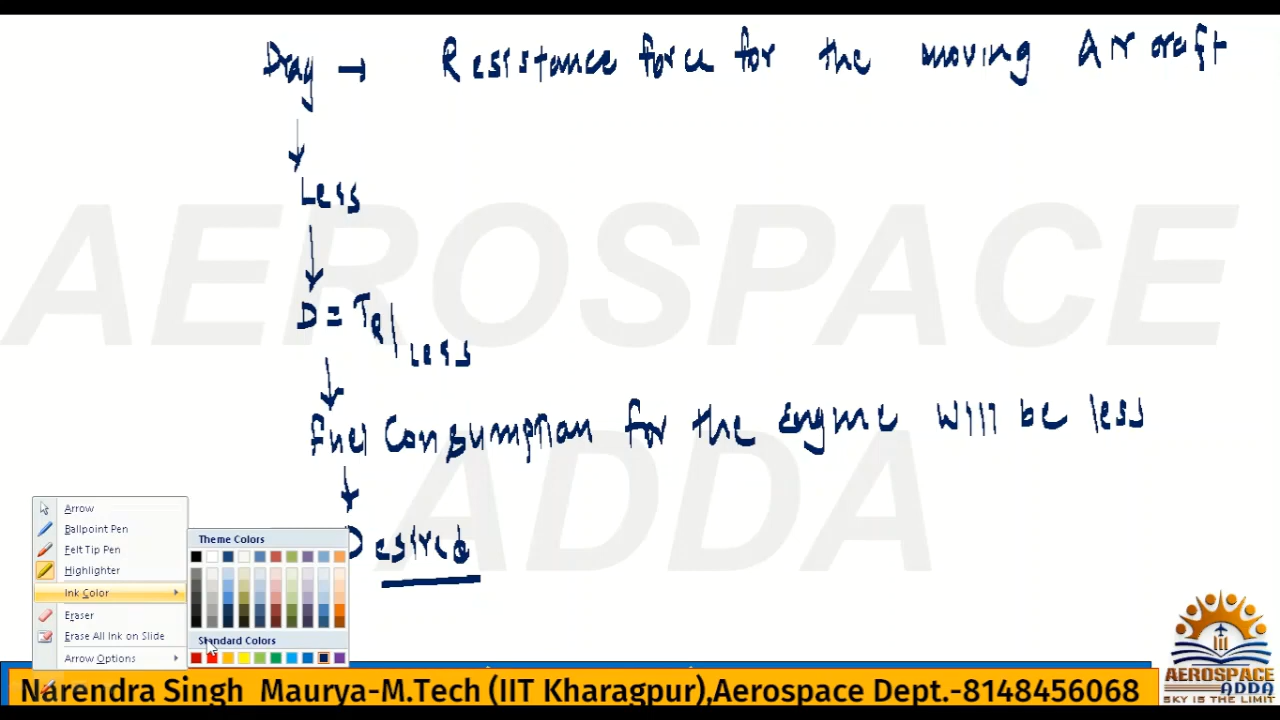 Drag → Resistance force for the moving Aircraft
↓
Less
↓
D = TR/Less
↓
Fuel Consumption for the Engine will be less
↓
Desired
AEROSPACE
ADDA
Arrow
Ballpoint Pen
Felt Tip Pen
Highlighter
Ink Color
Eraser
Erase All Ink on Slide
Arrow Options
Theme Colors
Standard Colors
Narendra Singh Maurya-M.Tech (IIT Kharagpur),Aerospace Dept.-8148456068
AEROSPACE
ADDA
SKY IS THE LIMIT